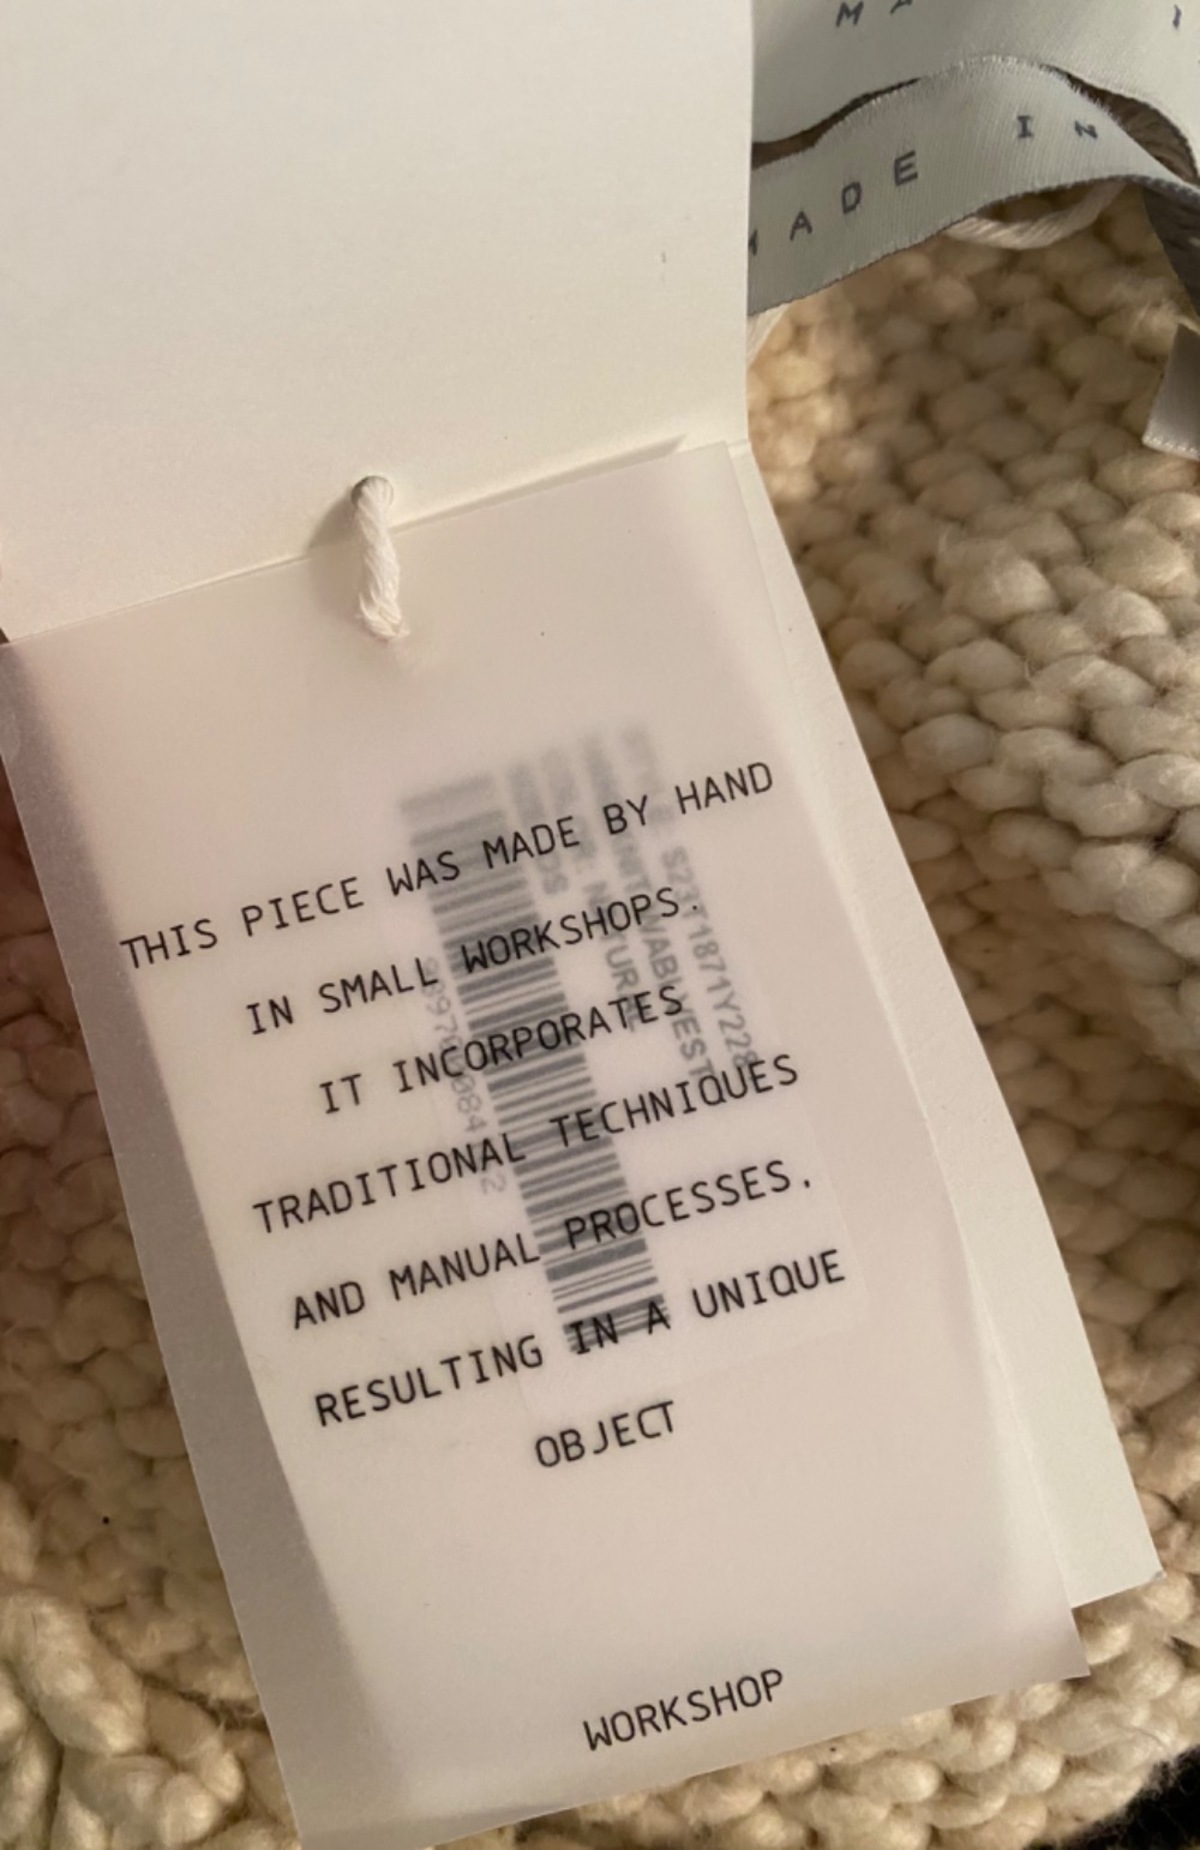 MADE IN
THIS PIECE WAS MADE BY HAND
IN SMALL WORKSHOPS.
IT INCORPORATES
TRADITIONAL TECHNIQUES
AND MANUAL PROCESSES,
RESULTING IN A UNIQUE
OBJECT
WORKSHOP